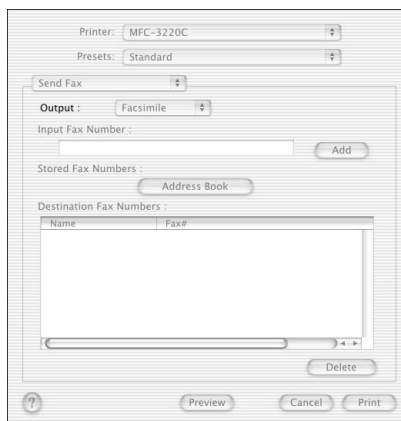 Printer: MFC-3220C
Presets: Standard
Send Fax
Output : Facsimile
Input Fax Number :
Add
Stored Fax Numbers :
Address Book
Destination Fax Numbers :
Name Fax#
Delete
? Preview Cancel Print